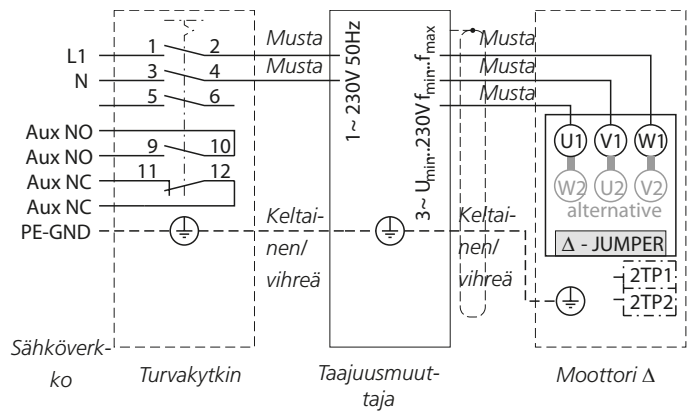 L1
N
Aux NO
Aux NO
Aux NC
Aux NC
PE-GND
Sähköverk-
ko
1 2
3 4
5 6
9 10
11 12
Turvakytkin
Musta
Musta
Keltai-
nen/
vihreä
1~ 230V 50Hz
3~ Umin...230V fmin...fmax
Taajuusmuut-
taja
Musta
Musta
Musta
Keltai-
nen/
vihreä
U1 V1 W1
W2 U2 V2
alternative
Δ - JUMPER
2TP1
2TP2
Moottori Δ